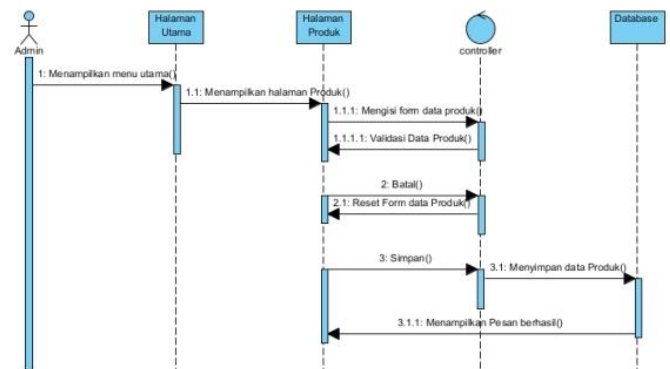 Halaman
Utama
Halaman
Produk
Database
Admin
controller
1: Menampilkan menu utama()
1.1: Menampilkan halaman Produk()
1.1.1: Mengisi form data produk()
1.1.1.1: Validasi Data Produk()
2: Batal()
2.1: Reset Form data Produk()
3: Simpan()
3.1: Menyimpan data Produk()
3.1.1: Menampilkan Pesan berhasil()